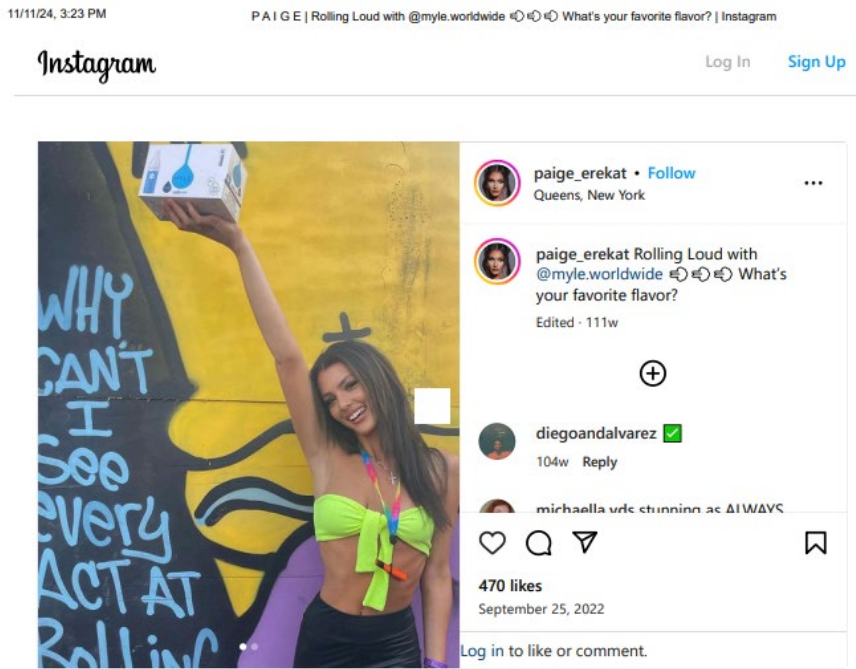 11/11/24, 3:23 PM
P A I G E | Rolling Loud with @myle.worldwide 💨💨💨 What's your favorite flavor? | Instagram
Instagram
Log In
Sign Up
WHY
CAN'T
I
See
every
ACT AT
Rollin
paige_erekat • Follow
Queens, New York
paige_erekat Rolling Loud with
@myle.worldwide 💨💨💨 What's
your favorite flavor?
Edited · 111w
diegoandalvarez ✅
104w Reply
michaella vds stunning as ALWAYS
470 likes
September 25, 2022
Log in to like or comment.